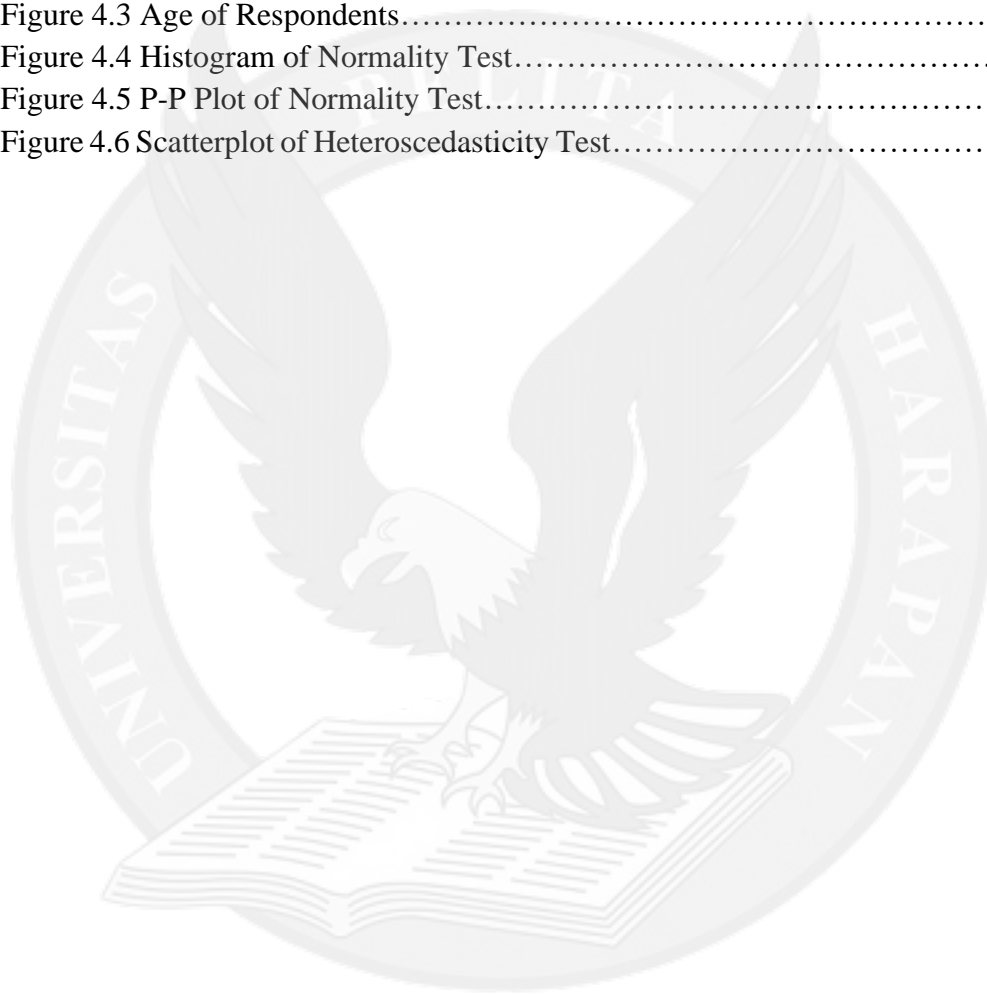 Figure 4.3 Age of Respondents……………………………………………
Figure 4.4 Histogram of Normality Test………………………………………
Figure 4.5 P-P Plot of Normality Test…………………………………………
Figure 4.6 Scatterplot of Heteroscedasticity Test………………………………
UNIVERSITAS PELITA HARAPAN